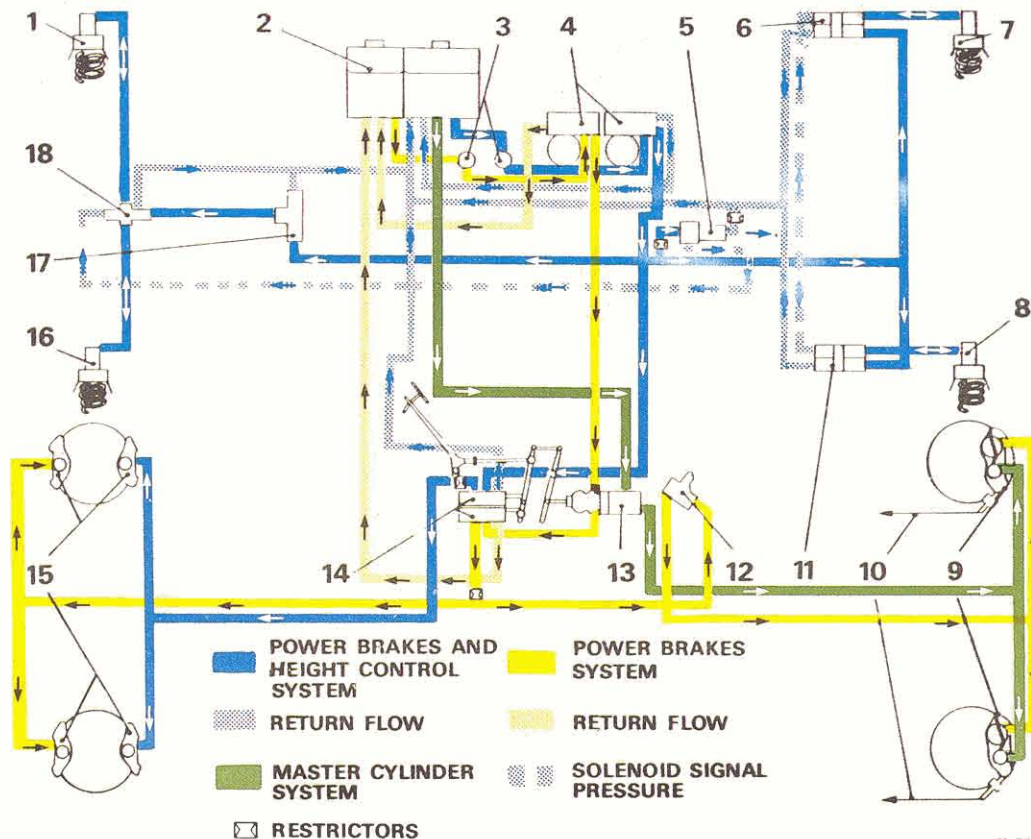 1
2
3
4
5
6
7
18
17
16
8
15
14
13
12
11
10
9
POWER BRAKES AND
HEIGHT CONTROL
SYSTEM
POWER BRAKES
SYSTEM
RETURN FLOW
RETURN FLOW
MASTER CYLINDER
SYSTEM
SOLENOID SIGNAL
PRESSURE
RESTRICTORS